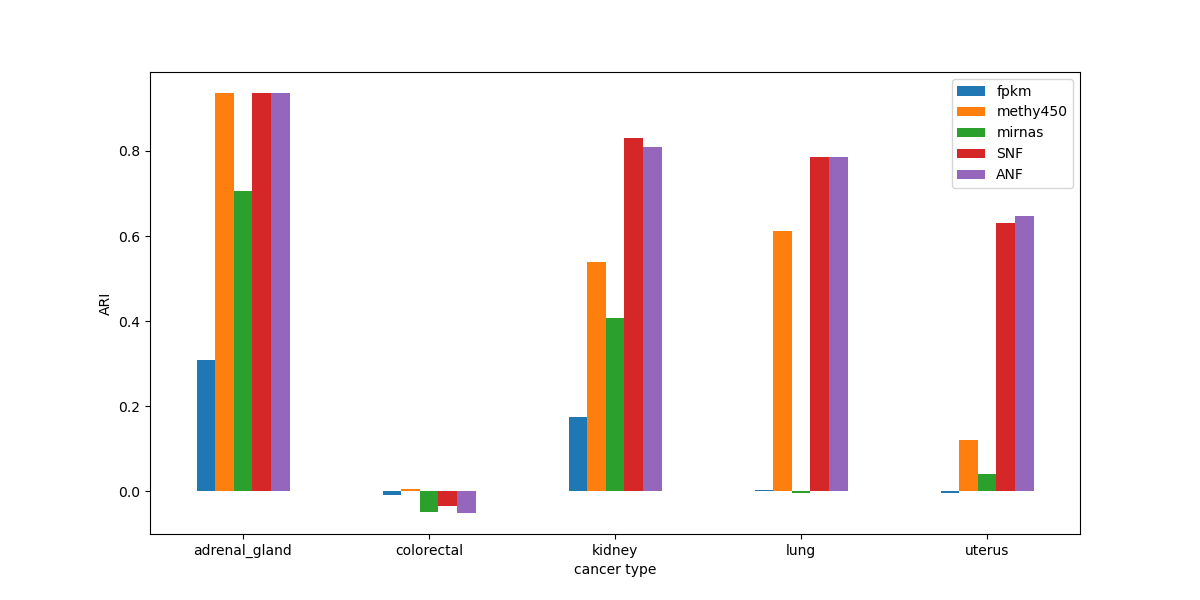 fpkm
methy450
mirnas
SNF
ANF
ARI
0.8
0.6
0.4
0.2
0.0
adrenal_gland colorectal kidney lung uterus
cancer type